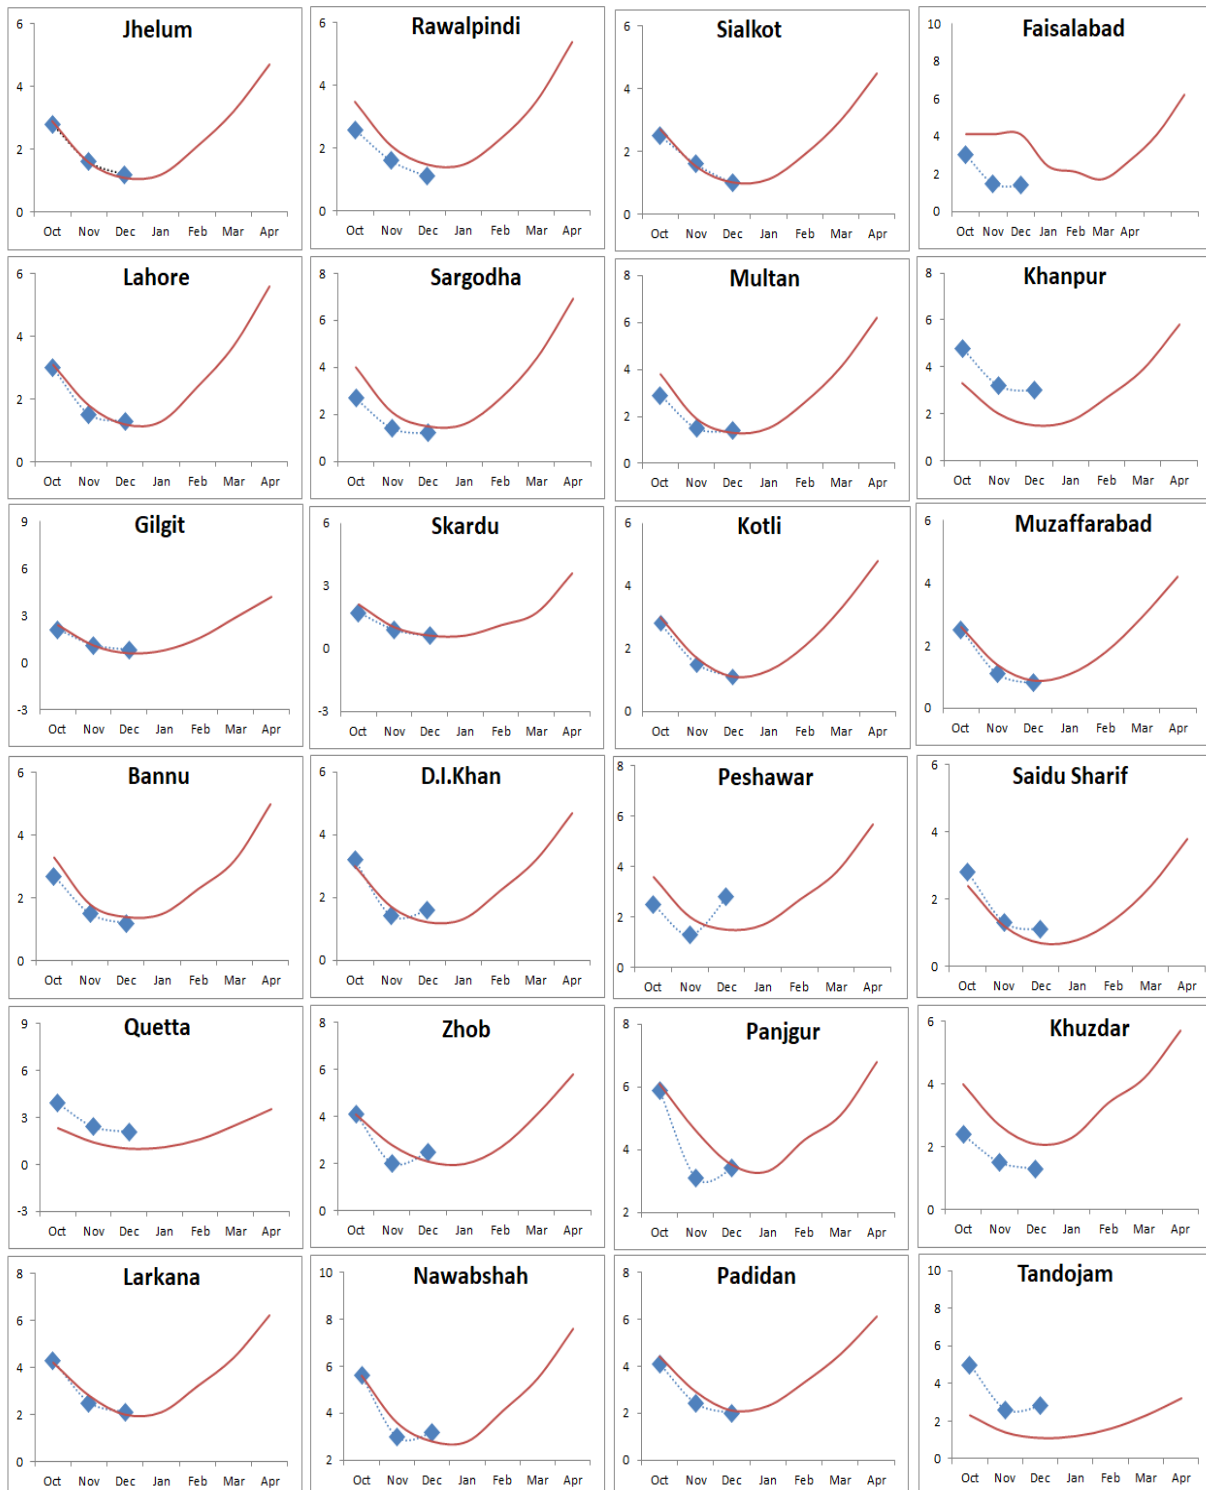 Jhelum
6
4
2
0
Oct Nov Dec Jan Feb Mar Apr
Rawalpindi
6
4
2
0
Oct Nov Dec Jan Feb Mar Apr
Sialkot
6
4
2
0
Oct Nov Dec Jan Feb Mar Apr
Faisalabad
10
8
6
4
2
0
Oct Nov Dec Jan Feb Mar Apr
Lahore
6
4
2
0
Oct Nov Dec Jan Feb Mar Apr
Sargodha
8
6
4
2
0
Oct Nov Dec Jan Feb Mar Apr
Multan
8
6
4
2
0
Oct Nov Dec Jan Feb Mar Apr
Khanpur
8
6
4
2
0
Oct Nov Dec Jan Feb Mar Apr
Gilgit
9
6
3
0
-3
Oct Nov Dec Jan Feb Mar Apr
Skardu
6
3
0
-3
Oct Nov Dec Jan Feb Mar Apr
Kotli
6
4
2
0
Oct Nov Dec Jan Feb Mar Apr
Muzaffarabad
6
4
2
0
Oct Nov Dec Jan Feb Mar Apr
Bannu
6
4
2
0
Oct Nov Dec Jan Feb Mar Apr
D.I.Khan
6
4
2
0
Oct Nov Dec Jan Feb Mar Apr
Peshawar
8
6
4
2
0
Oct Nov Dec Jan Feb Mar Apr
Saidu Sharif
6
4
2
0
Oct Nov Dec Jan Feb Mar Apr
Quetta
9
6
3
0
-3
Oct Nov Dec Jan Feb Mar Apr
Zhob
8
6
4
2
0
Oct Nov Dec Jan Feb Mar Apr
Panjgur
8
6
4
2
Oct Nov Dec Jan Feb Mar Apr
Khuzdar
6
4
2
0
Oct Nov Dec Jan Feb Mar Apr
Larkana
8
6
4
2
0
Oct Nov Dec Jan Feb Mar Apr
Nawabshah
10
8
6
4
2
Oct Nov Dec Jan Feb Mar Apr
Padidan
8
6
4
2
0
Oct Nov Dec Jan Feb Mar Apr
Tandojam
10
8
6
4
2
0
Oct Nov Dec Jan Feb Mar Apr